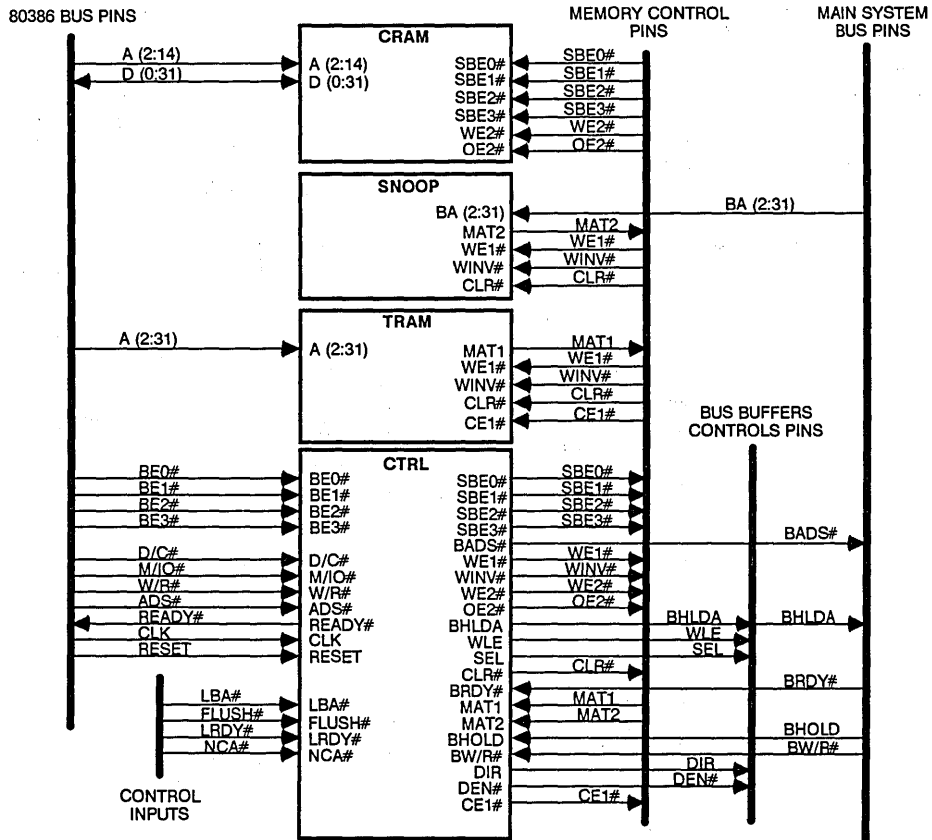 80386 BUS PINS
MEMORY CONTROL
PINS
MAIN SYSTEM
BUS PINS
CRAM
A (2:14)
D (0:31)
A (2:14)
D (0:31)
SBE0#
SBE1#
SBE2#
SBE3#
WE2#
OE2#
SBE0#
SBE1#
SBE2#
SBE3#
WE2#
OE2#
SNOOP
BA (2:31)
MAT2
WE1#
WINV#
CLR#
MAT2
WE1#
WINV#
CLR#
BA (2:31)
TRAM
A (2:31)
A (2:31)
MAT1
WE1#
WINV#
CLR#
CE1#
MAT1
WE1#
WINV#
CLR#
CE1#
BUS BUFFERS
CONTROLS PINS
CTRL
BE0#
BE1#
BE2#
BE3#
D/C#
M/IO#
W/R#
ADS#
READY#
CLK
RESET
LBA#
FLUSH#
LRDY#
NCA#
CONTROL
INPUTS
BE0#
BE1#
BE2#
BE3#
D/C#
M/IO#
W/R#
ADS#
READY#
CLK
RESET
LBA#
FLUSH#
LRDY#
NCA#
SBE0#
SBE1#
SBE2#
SBE3#
BADS#
WE1#
WINV#
WE2#
OE2#
BHLDA
WLE
SEL
CLR#
BRDY#
MAT1
MAT2
BHOLD
BW/R#
DIR
DEN#
CE1#
SBE0#
SBE1#
SBE2#
SBE3#
WE1#
WINV#
WE2#
OE2#
CLR#
MAT1
MAT2
CE1#
BHLDA
WLE
SEL
DIR
DEN#
BADS#
BHLDA
BRDY#
BHOLD
BW/R#